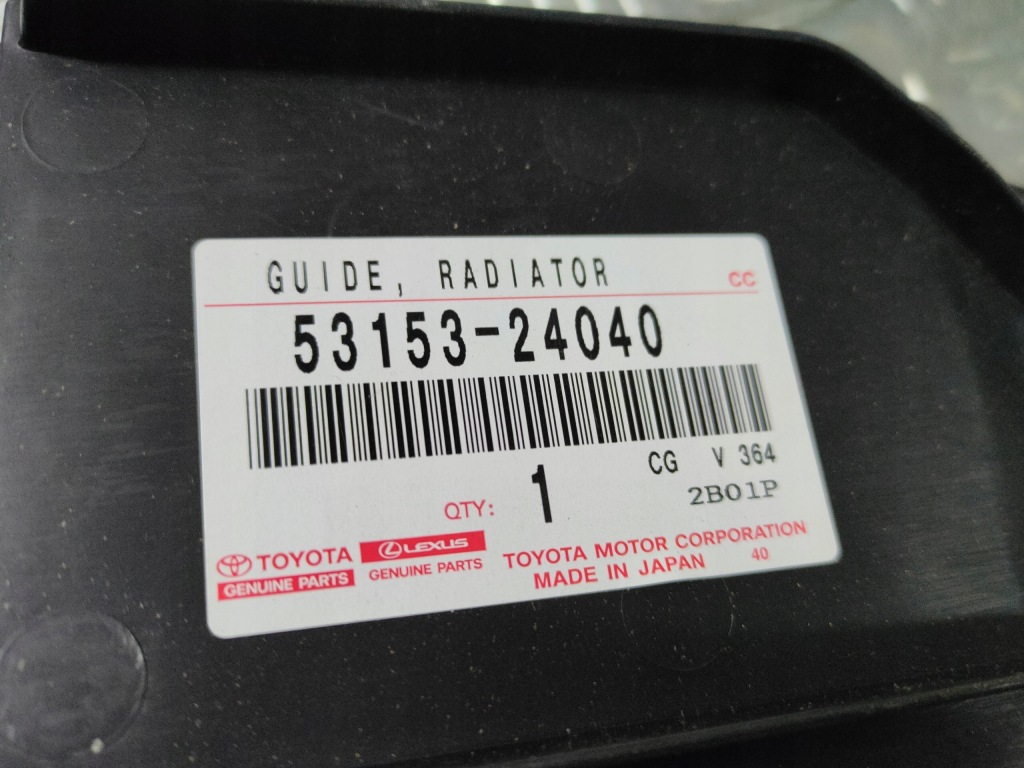 GUIDE, RADIATOR
CC
53153-24040
CG V 364
QTY: 1
2B01P
TOYOTA
GENUINE PARTS
LEXUS
GENUINE PARTS
TOYOTA MOTOR CORPORATION
MADE IN JAPAN 40